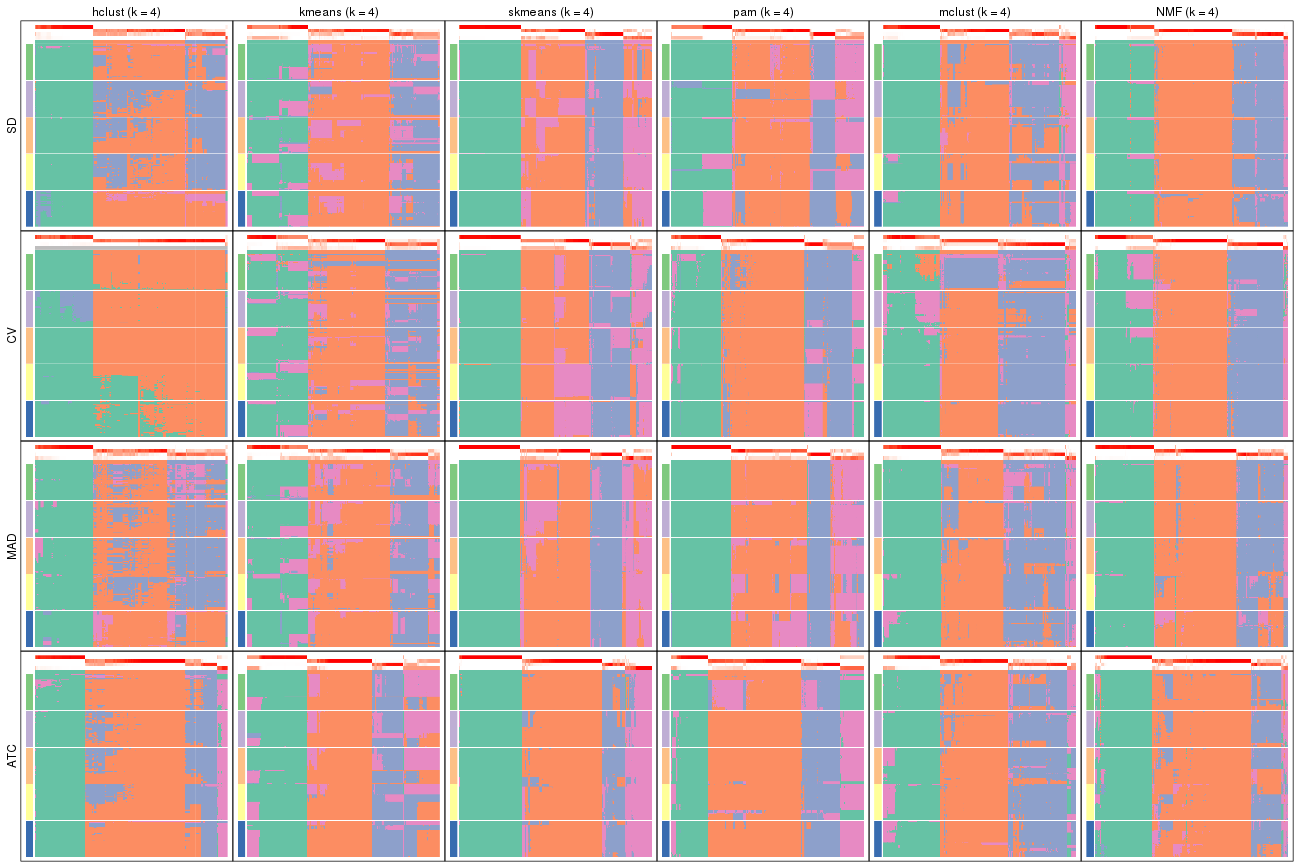 hclust (k = 4) kmeans (k = 4) skmeans (k = 4) pam (k = 4) mclust (k = 4) NMF (k = 4)
SD
CV
MAD
ATC